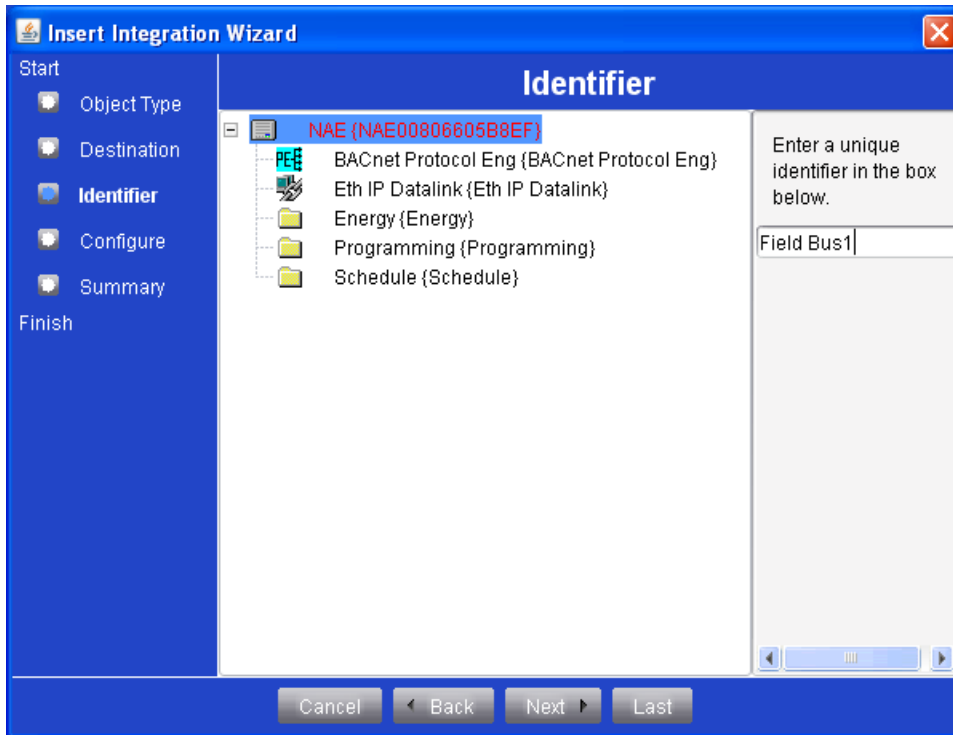 Insert Integration Wizard
Start
Object Type
Destination
Identifier
Configure
Summary
Finish
Identifier
NAE {NAE00806605B8EF}
PE
BACnet Protocol Eng {BACnet Protocol Eng}
Eth IP Datalink {Eth IP Datalink}
Energy {Energy}
Programming {Programming}
Schedule {Schedule}
Enter a unique
identifier in the box
below.
Field Bus1
Cancel
Back
Next
Last